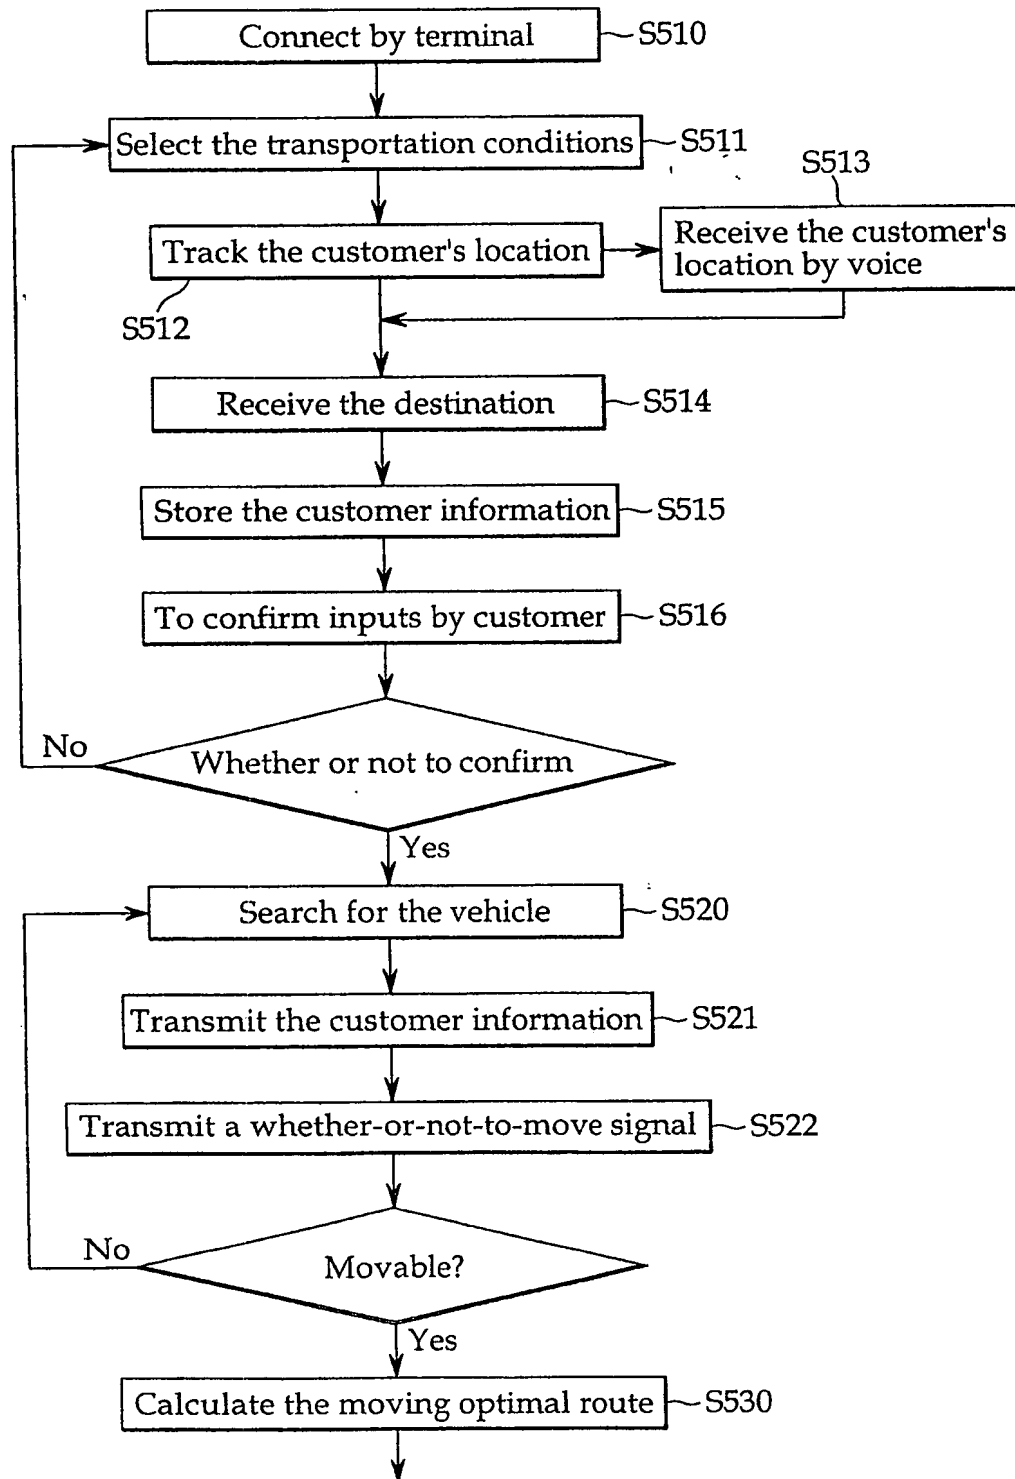 Connect by terminal
S510
Select the transportation conditions
S511
S513
Track the customer's location
Receive the customer's
location by voice
S512
Receive the destination
S514
Store the customer information
S515
To confirm inputs by customer
S516
No
Whether or not to confirm
Yes
Search for the vehicle
S520
Transmit the customer information
S521
Transmit a whether-or-not-to-move signal
S522
No
Movable?
Yes
Calculate the moving optimal route
S530